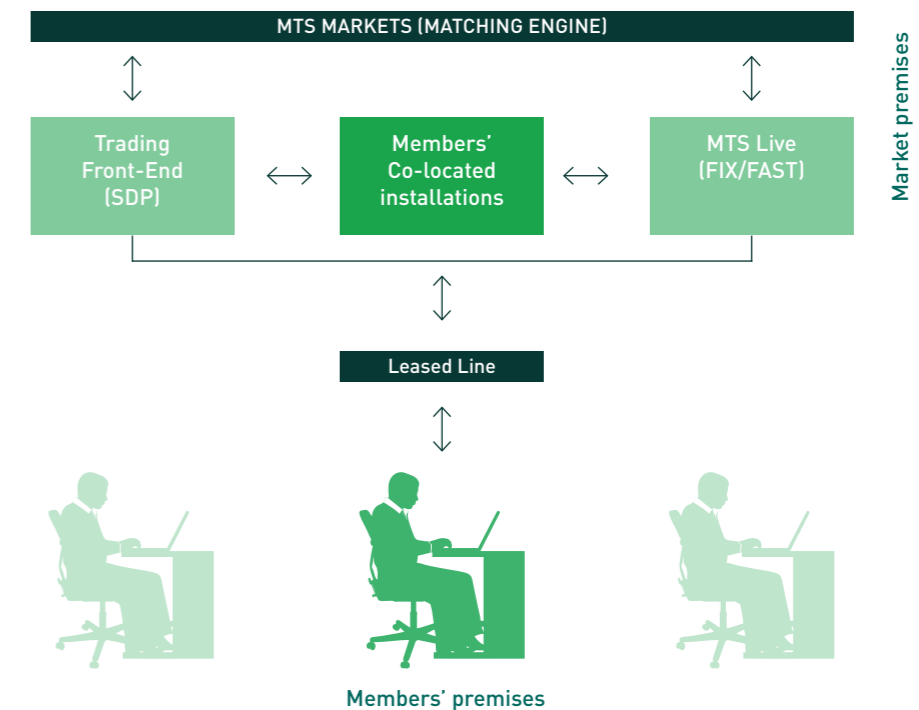 MTS MARKETS (MATCHING ENGINE)
Market premises
Trading
Front-End
(SDP)
Members’
Co-located
installations
MTS Live
(FIX/FAST)
Leased Line
Members’ premises